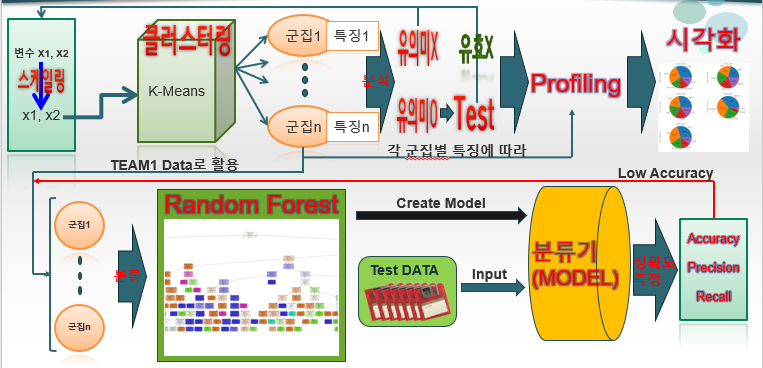 변수 X1, X2
스케일링
x1, x2
클러스터링
K-Means
군집1
특징1
군집n
특징n
분석
유의미X
유효X
유의미O
Test
Profiling
시각화
각 군집별 특징에 따라
TEAM1 Data로 활용
Low Accuracy
군집1
군집n
분류
Random Forest
Create Model
Test DATA
Input
분류기
(MODEL)
정확도
측정
Accuracy
Precision
Recall